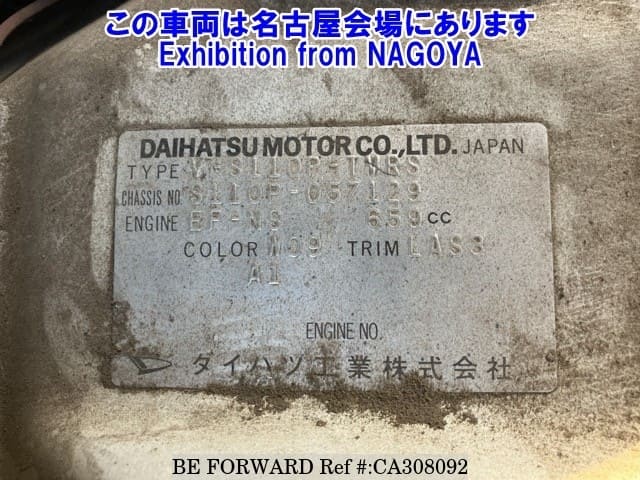 この車両は名古屋会場にあります
Exhibition from NAGOYA
DAIHATSU MOTOR CO.,LTD. JAPAN
TYPE V-S110P-TMRS
CHASSIS NO. S110P-057129
ENGINE EF-NS 659 CC
COLOR W09 TRIM LAS3
A1
ENGINE NO.
ダイハツ工業株式会社
BE FORWARD Ref #:CA308092